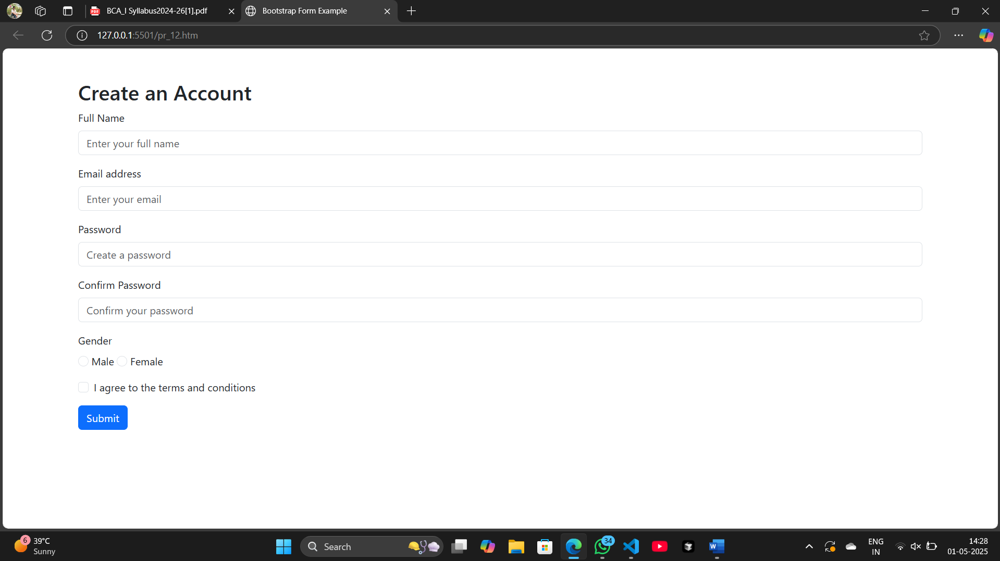 BCA_I Syllabus2024-26[1].pdf
Bootstrap Form Example
127.0.0.1:5501/pr_12.htm
Create an Account
Full Name
Enter your full name
Email address
Enter your email
Password
Create a password
Confirm Password
Confirm your password
Gender
Male Female
I agree to the terms and conditions
Submit
6
39°C
Sunny
Search
34
ENG
IN
14:28
01-05-2025